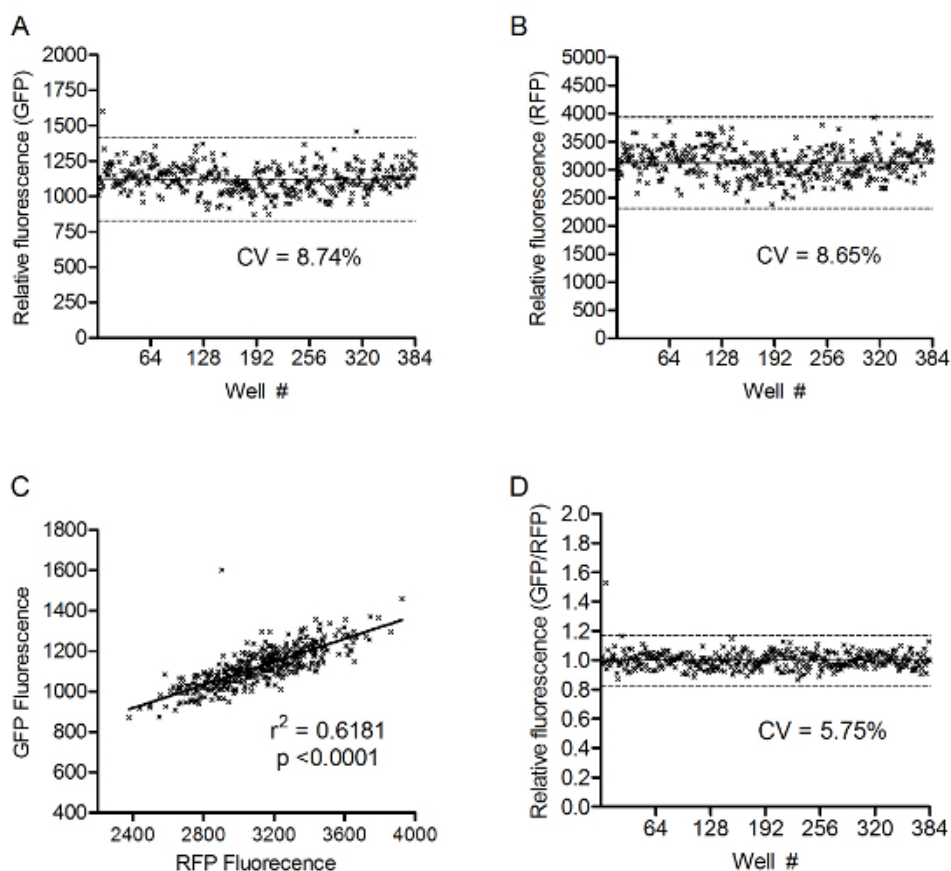 A
Relative fluorescence (GFP)
2000
1750
1500
1250
1000
750
500
250
0
64 128 192 256 320 384
Well #
CV = 8.74%
B
Relative fluorescence (RFP)
5000
4500
4000
3500
3000
2500
2000
1500
1000
500
0
64 128 192 256 320 384
Well #
CV = 8.65%
C
GFP Fluorescence
1800
1600
1400
1200
1000
800
600
400
2400 2800 3200 3600 4000
RFP Fluorecence
r² = 0.6181
p <0.0001
D
Relative fluorescence (GFP/RFP)
2.0
1.8
1.6
1.4
1.2
1.0
0.8
0.6
0.4
0.2
0.0
64 128 192 256 320 384
Well #
CV = 5.75%